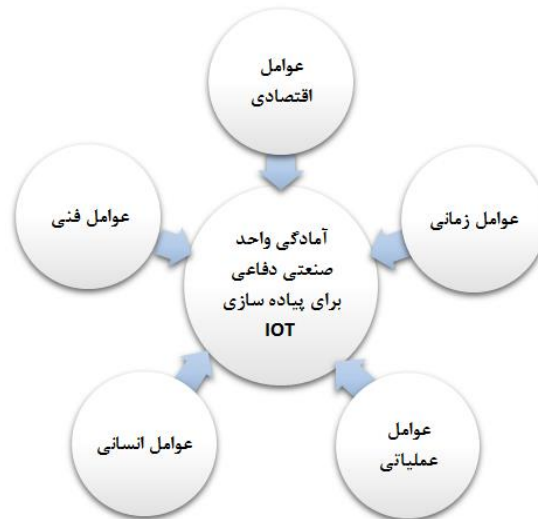 عوامل
اقتصادی
عوامل زمانی
عوامل فنی
آمادگی واحد
صنعتی دفاعی
برای پیاده سازی
IOT
عوامل
عملیاتی
عوامل انسانی